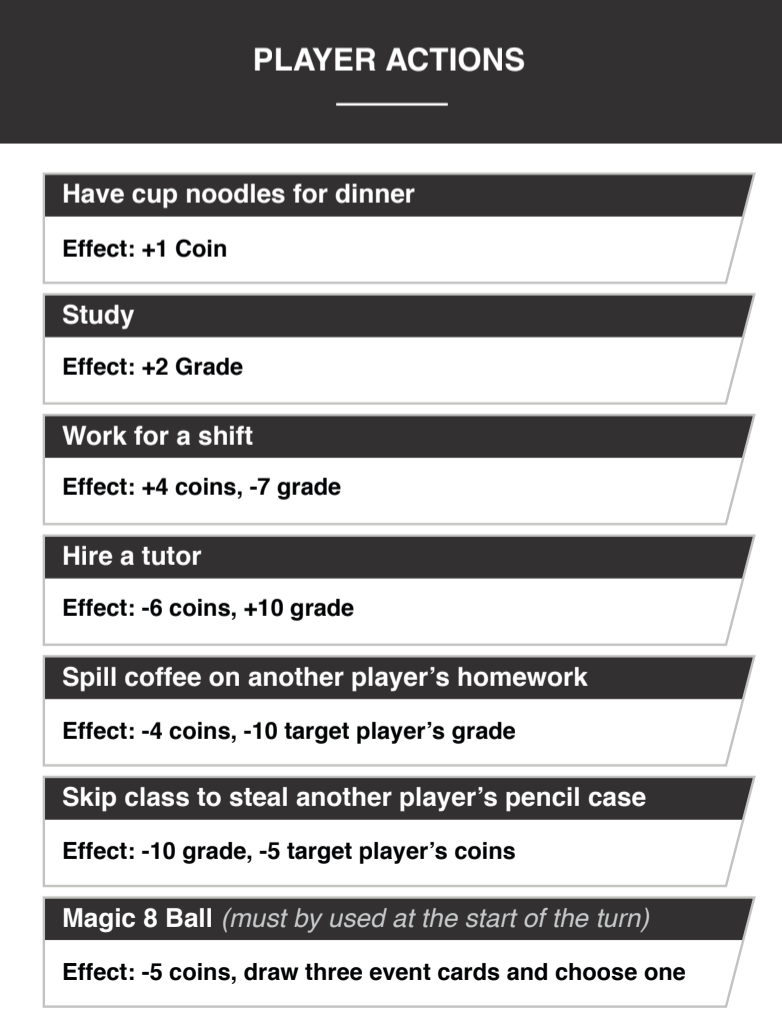 PLAYER ACTIONS
Have cup noodles for dinner
Effect: +1 Coin
Study
Effect: +2 Grade
Work for a shift
Effect: +4 coins, -7 grade
Hire a tutor
Effect: -6 coins, +10 grade
Spill coffee on another player’s homework
Effect: -4 coins, -10 target player’s grade
Skip class to steal another player’s pencil case
Effect: -10 grade, -5 target player’s coins
Magic 8 Ball (must by used at the start of the turn)
Effect: -5 coins, draw three event cards and choose one